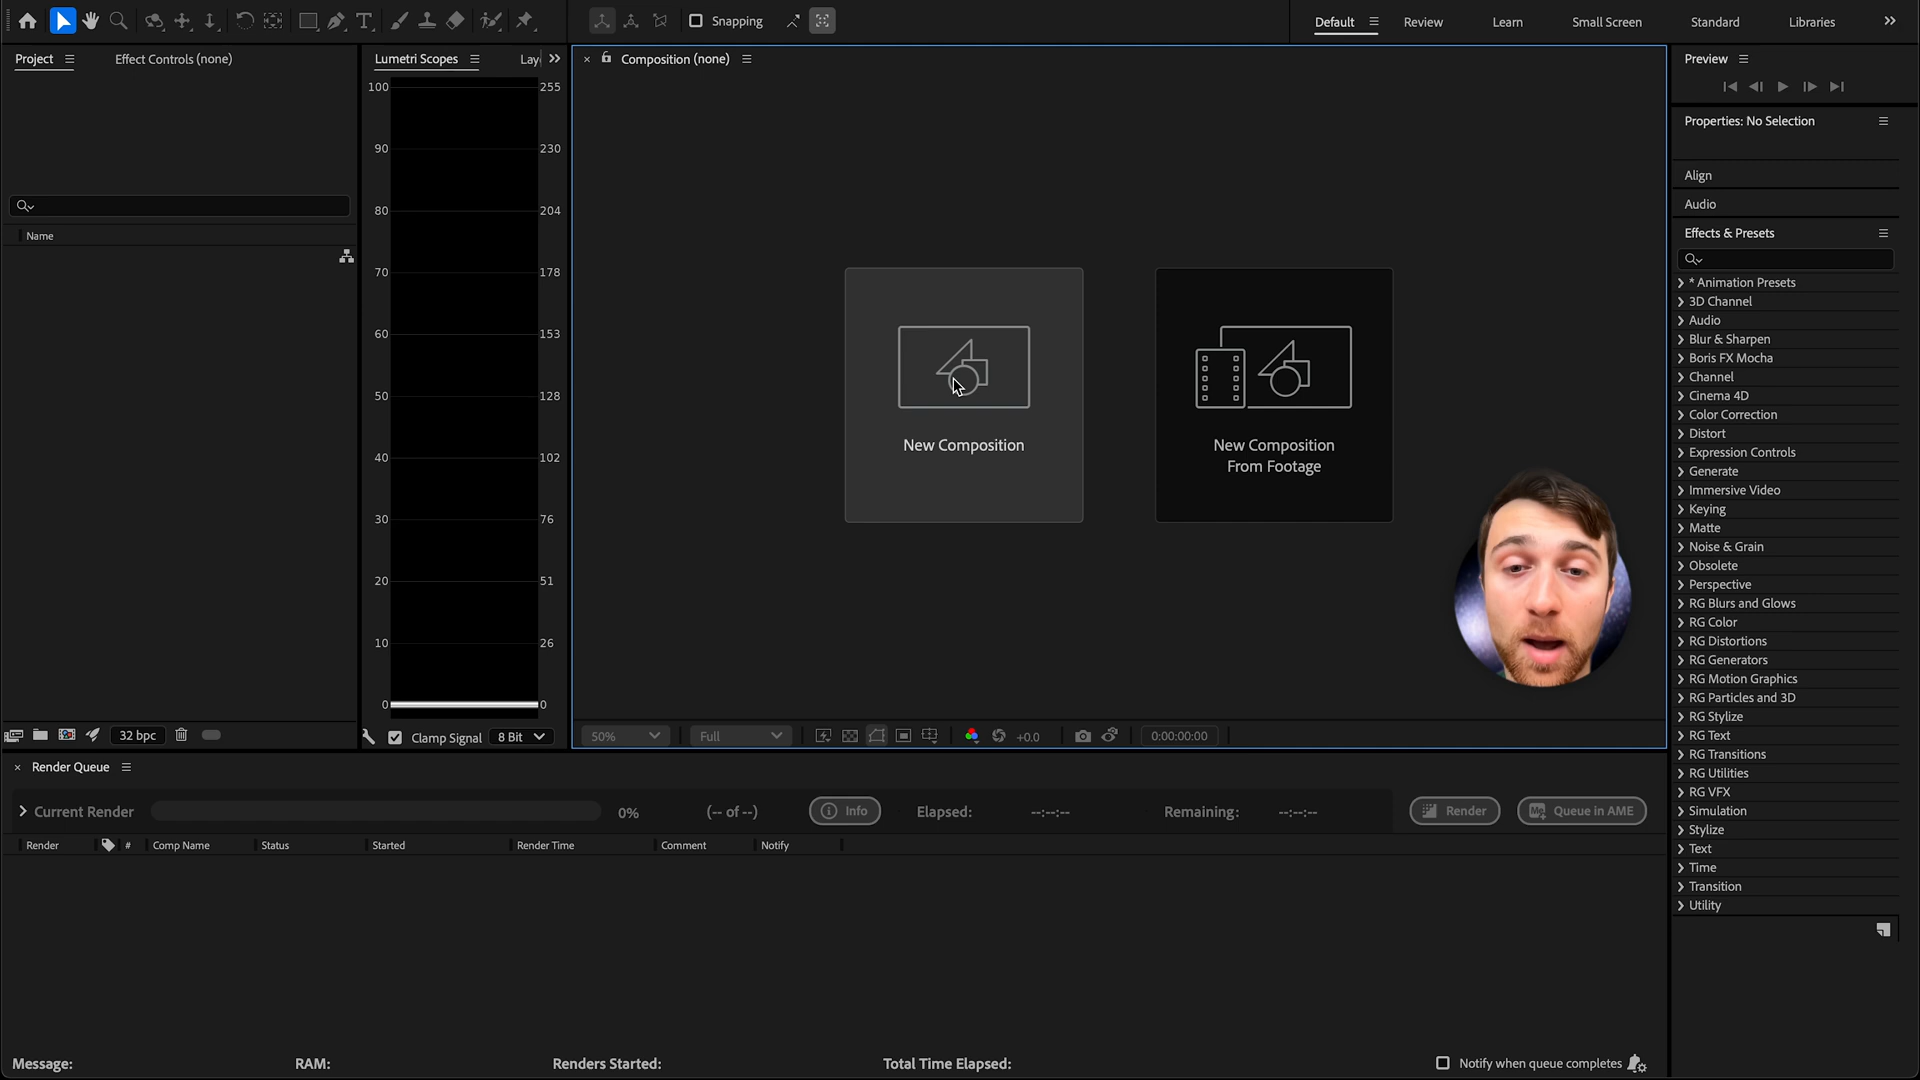 Snapping
Default
Review
Learn
Small Screen
Standard
Libraries
Project
Effect Controls (none)
Lumetri Scopes
Lay
Composition (none)
Preview
Properties: No Selection
Align
Audio
Effects & Presets
Name
100 255
90 230
80 204
70 178
60 153
50 128
40 102
30 76
20 51
10 26
0 0
New Composition
New Composition
From Footage
* Animation Presets
3D Channel
Audio
Blur & Sharpen
Boris FX Mocha
Channel
Cinema 4D
Color Correction
Distort
Expression Controls
Generate
Immersive Video
Keying
Matte
Noise & Grain
Obsolete
Perspective
RG Blurs and Glows
RG Color
RG Distortions
RG Generators
RG Motion Graphics
RG Particles and 3D
RG Stylize
RG Text
RG Transitions
RG Utilities
RG VFX
Simulation
Stylize
Text
Time
Transition
Utility
32 bpc
Clamp Signal
8 Bit
50%
Full
+0.0
0:00:00:00
Render Queue
Current Render
0%
(-- of --)
Info
Elapsed:
--:--:--
Remaining:
--:--:--
Render
Me Queue in AME
Render # Comp Name Status Started Render Time Comment Notify
Message:
RAM:
Renders Started:
Total Time Elapsed:
Notify when queue completes